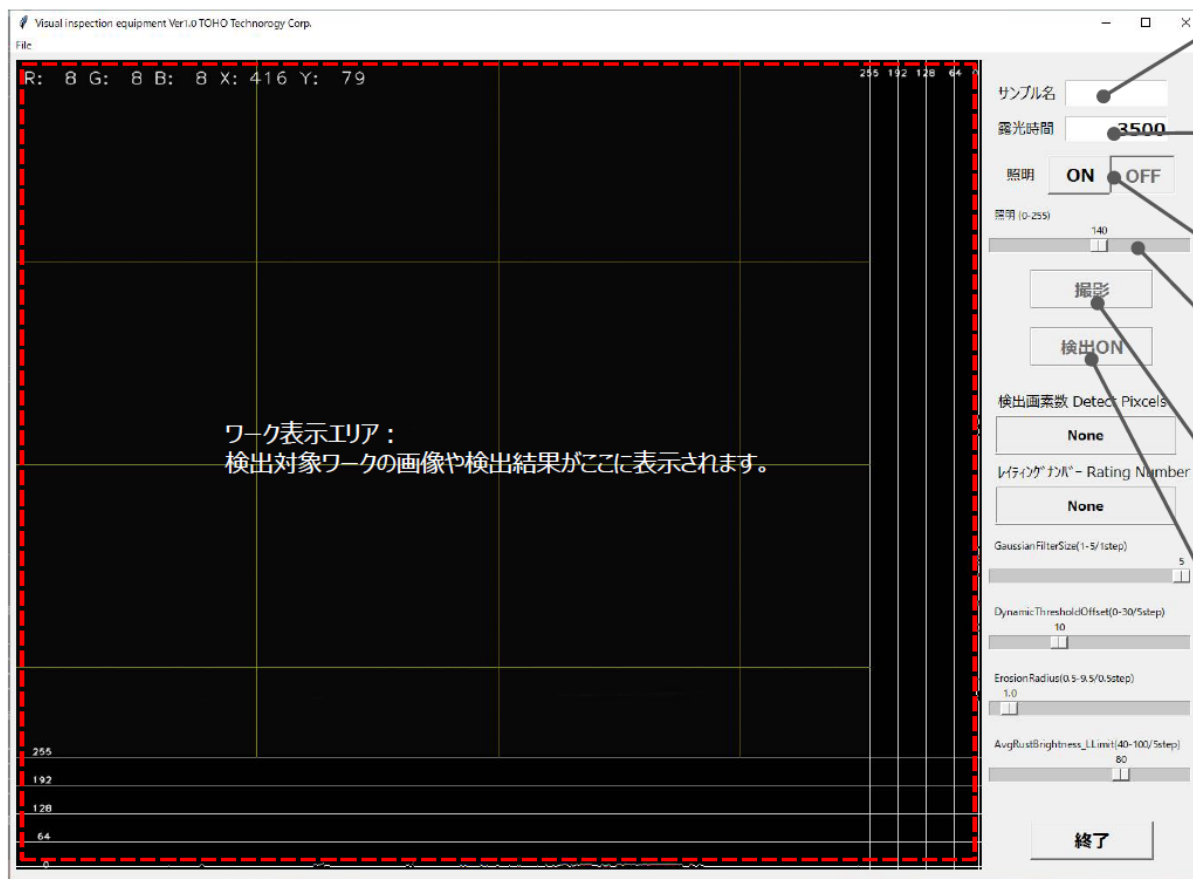 Visual inspection equipment Ver1.0 TOHO Technorogy Corp.
File
R: 8 G: 8 B: 8 X: 416 Y: 79
255 192 128 64 0
サンプル名
露光時間 3500
照明 ON OFF
照明 (0-255)
140
撮影
検出ON
検出画素数 Detect Pixcels
None
ワーク表示エリア：
検出対象ワークの画像や検出結果がここに表示されます。
ﾚｲﾃｨﾝｸﾞﾅﾝﾊﾞｰ Rating Number
None
GaussianFilterSize(1-5/1step)
5
DynamicThresholdOffset(0-30/5step)
10
ErosionRadius(0.5-9.5/0.5step)
1.0
AvgRustBrightness_LLimit(40-100/5step)
80
255
192
128
64
0
終了